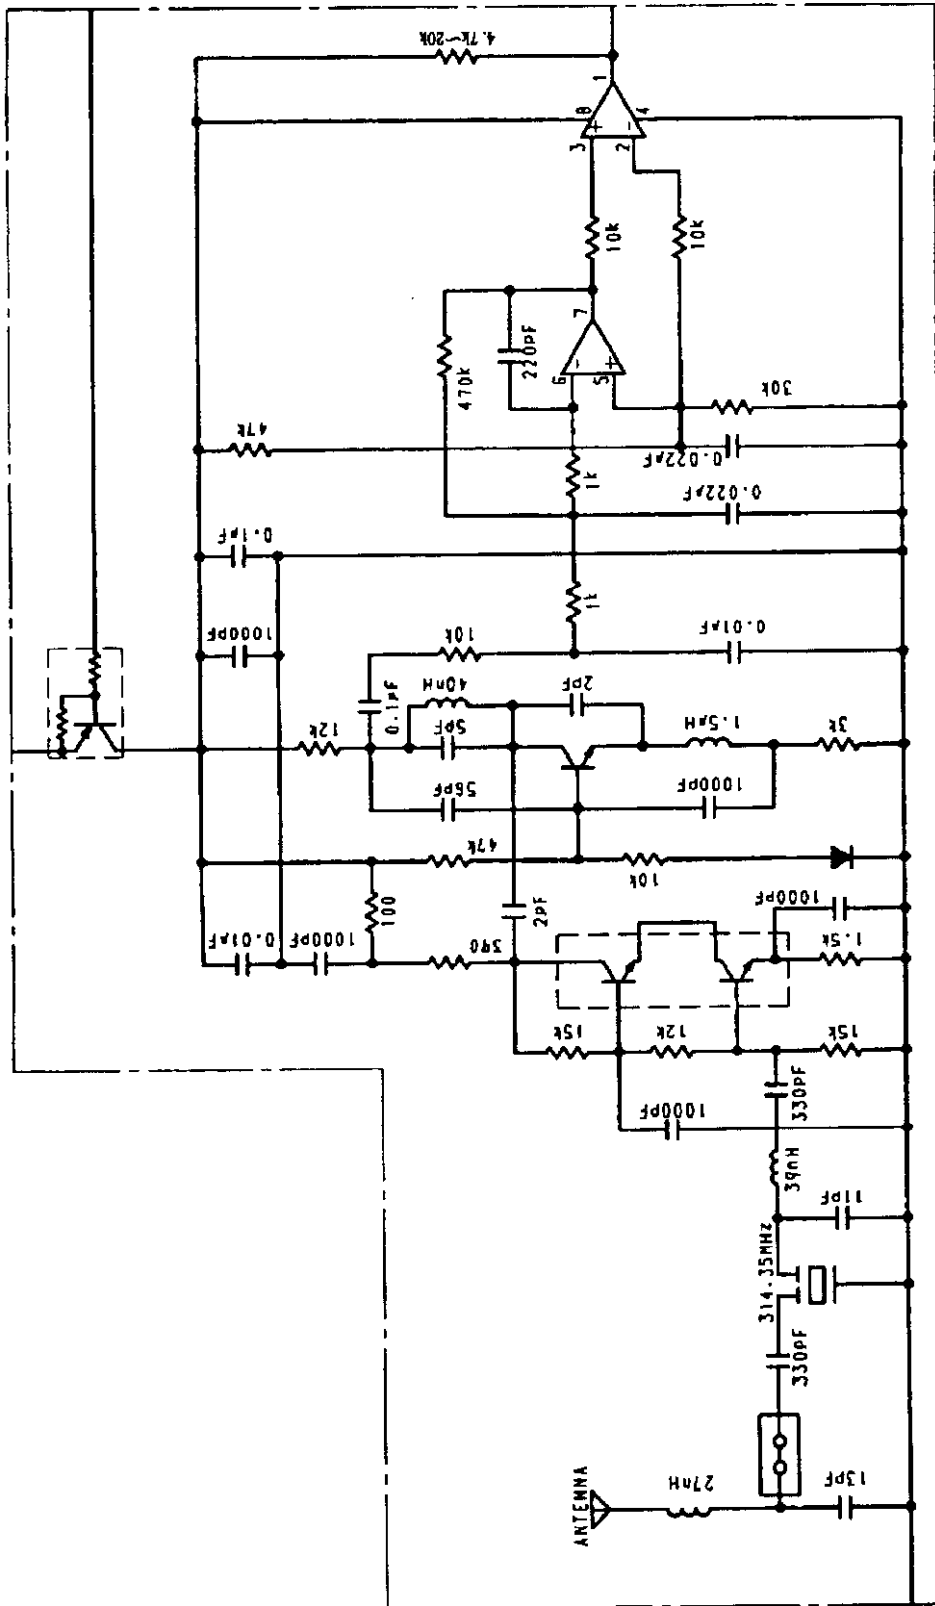 4.7k~20k
1
8
4
+
-
3
2
10k
10k
7
220PF
470k
-
+
6
5
30k
47k
0.022µF
1k
0.022µF
0.1µF
1k
1000PF
10k
0.01µF
0.1µF
40nH
2PF
12k
5PF
1.5µH
3k
56PF
1000PF
47k
10k
100
2PF
1000PF
0.01µF
1000PF
390
1.5k
15k
12k
15k
1000PF
330PF
39nH
11PF
314.35MHz
330PF
ANTENNA
27nH
13PF